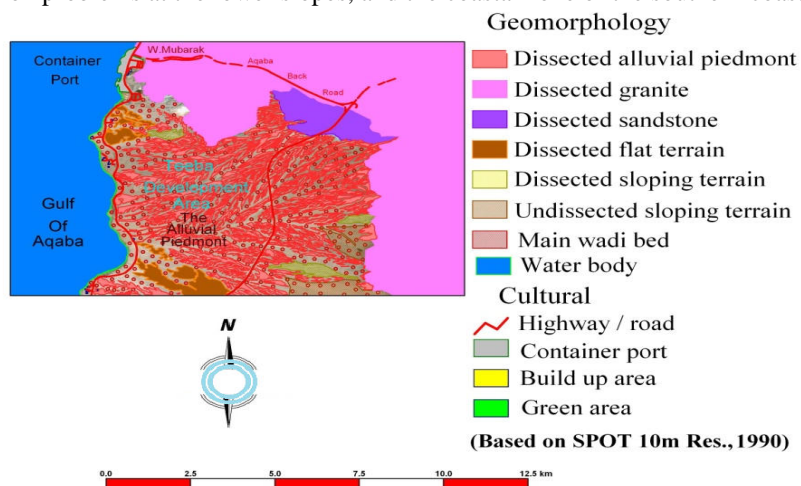 Geomorphology
Container
Port
W.Mubarak
Aqaba
Back
Road
Gulf
Of
Aqaba
Teeba
Development
Area
The
Alluvial
Piedmont
Dissected alluvial piedmont
Dissected granite
Dissected sandstone
Dissected flat terrain
Dissected sloping terrain
Undissected sloping terrain
Main wadi bed
Water body
Cultural
Highway / road
Container port
Build up area
Green area
(Based on SPOT 10m Res.,1990)
N
0.0 2.5 5.0 7.5 10.0 12.5 km